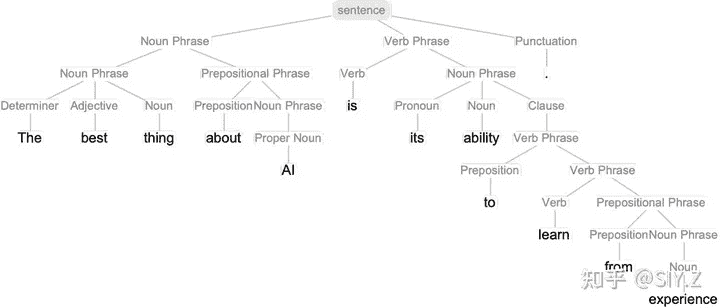 sentence
Noun Phrase Verb Phrase Punctuation
Noun Phrase Prepositional Phrase Verb Noun Phrase .
Determiner Adjective Noun Preposition Noun Phrase is Pronoun Noun Clause
The best thing about Proper Noun its ability Verb Phrase
AI Preposition Verb Phrase
to Verb Prepositional Phrase
learn Preposition Noun Phrase
from Noun
知乎 @SIY.Z
experience